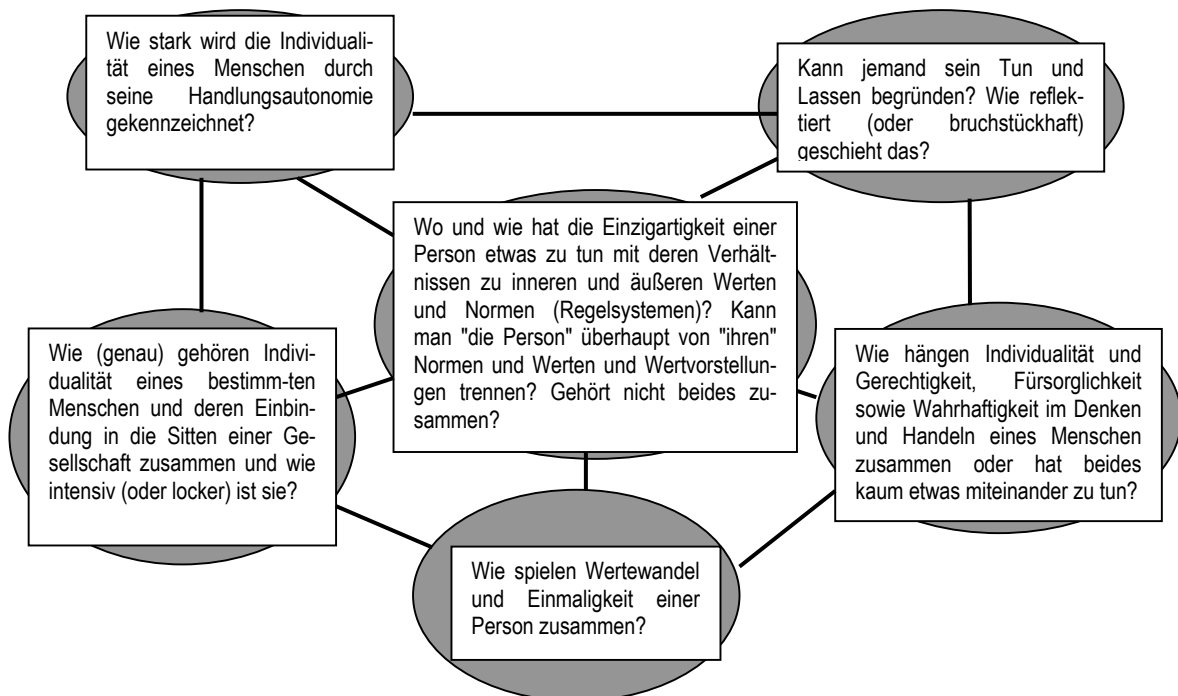 Wie stark wird die Individuali-
tät eines Menschen durch
seine Handlungsautonomie
gekennzeichnet?
Kann jemand sein Tun und
Lassen begründen? Wie reflek-
tiert (oder bruchstückhaft)
geschieht das?
Wo und wie hat die Einzigartigkeit einer
Person etwas zu tun mit deren Verhält-
nissen zu inneren und äußeren Werten
und Normen (Regelsystemen)? Kann
man "die Person" überhaupt von "ihren"
Normen und Werten und Wertvorstellun-
gen trennen? Gehört nicht beides zu-
sammen?
Wie (genau) gehören Indivi-
dualität eines bestimm-ten
Menschen und deren Einbin-
dung in die Sitten einer Ge-
sellschaft zusammen und wie
intensiv (oder locker) ist sie?
Wie hängen Individualität und
Gerechtigkeit, Fürsorglichkeit
sowie Wahrhaftigkeit im Denken
und Handeln eines Menschen
zusammen oder hat beides
kaum etwas miteinander zu tun?
Wie spielen Wertewandel
und Einmaligkeit einer
Person zusammen?